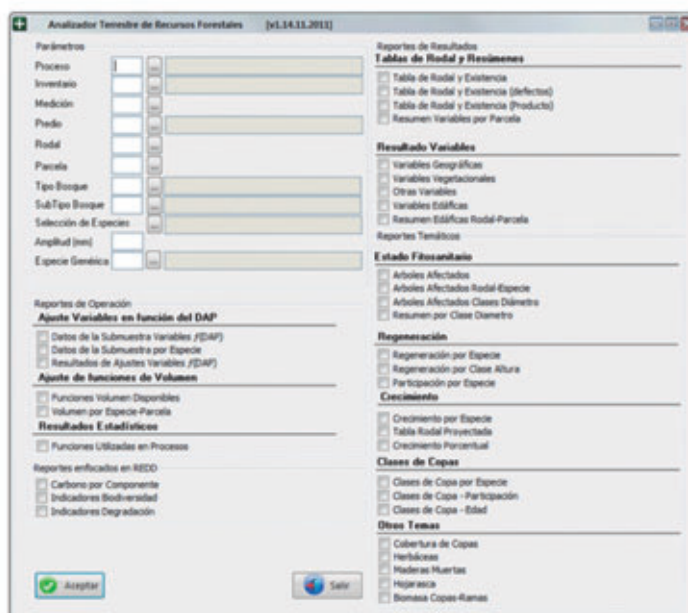 Analizador Terrestre de Recursos Forestales [v1.14.11.2011]
Parámetros
Proceso
Inventario
Medición
Predio
Rodal
Parcela
Tipo Bosque
SubTipo Bosque
Selección de Especies
Amplitud (mm)
Especie Genérica
Reportes de Operación
Ajuste Variables en función del DAP
Datos de la Submuestra Variables ƒ(DAP)
Datos de la Submuestra por Especie
Resultados de Ajustes Variables ƒ(DAP)
Ajuste de funciones de Volumen
Funciones Volumen Disponibles
Volumen por Especie-Parcela
Resultados Estadísticos
Funciones Utilizadas en Procesos
Reportes enfocados en REDD
Carbono por Componente
Indicadores Biodiversidad
Indicadores Degradación
Aceptar
Salir
Reportes de Resultados
Tablas de Rodal y Resúmenes
Tabla de Rodal y Existencia
Tabla de Rodal y Existencia (defectos)
Tabla de Rodal y Existencia (Producto)
Resumen Variables por Parcela
Resultado Variables
Variables Geográficas
Variables Vegetacionales
Otras Variables
Variables Edáficas
Resumen Edáficas Rodal-Parcela
Reportes Temáticos
Estado Fitosanitario
Arboles Afectados
Arboles Afectados Rodal-Especie
Arboles Afectados Clases Diámetro
Resumen por Clase Diametro
Regeneración
Regeneración por Especie
Regeneración por Clase Altura
Participación por Especie
Crecimiento
Crecimiento por Especie
Tabla Rodal Proyectada
Crecimiento Porcentual
Clases de Copas
Clases de Copa por Especie
Clases de Copa - Participación
Clases de Copa - Edad
Otros Temas
Cobertura de Copas
Herbáceas
Maderas Muertas
Hojarasca
Biomasa Copas-Ramas